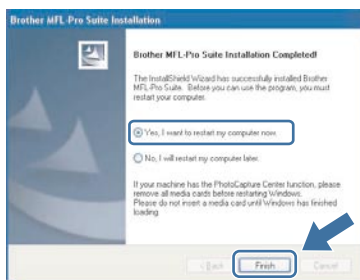 Brother MFL-Pro Suite Installation
Brother MFL-Pro Suite Installation Completed!
The InstallShield Wizard has successfully installed Brother
MFL-Pro Suite. Before you can use the program, you must
restart your computer.
Yes, I want to restart my computer now.
No, I will restart my computer later.
If your machine has the PhotoCapture Center function, please
remove all media cards before restarting Windows.
Please do not insert a media card until Windows has finished
loading.
< Back
Finish
Cancel